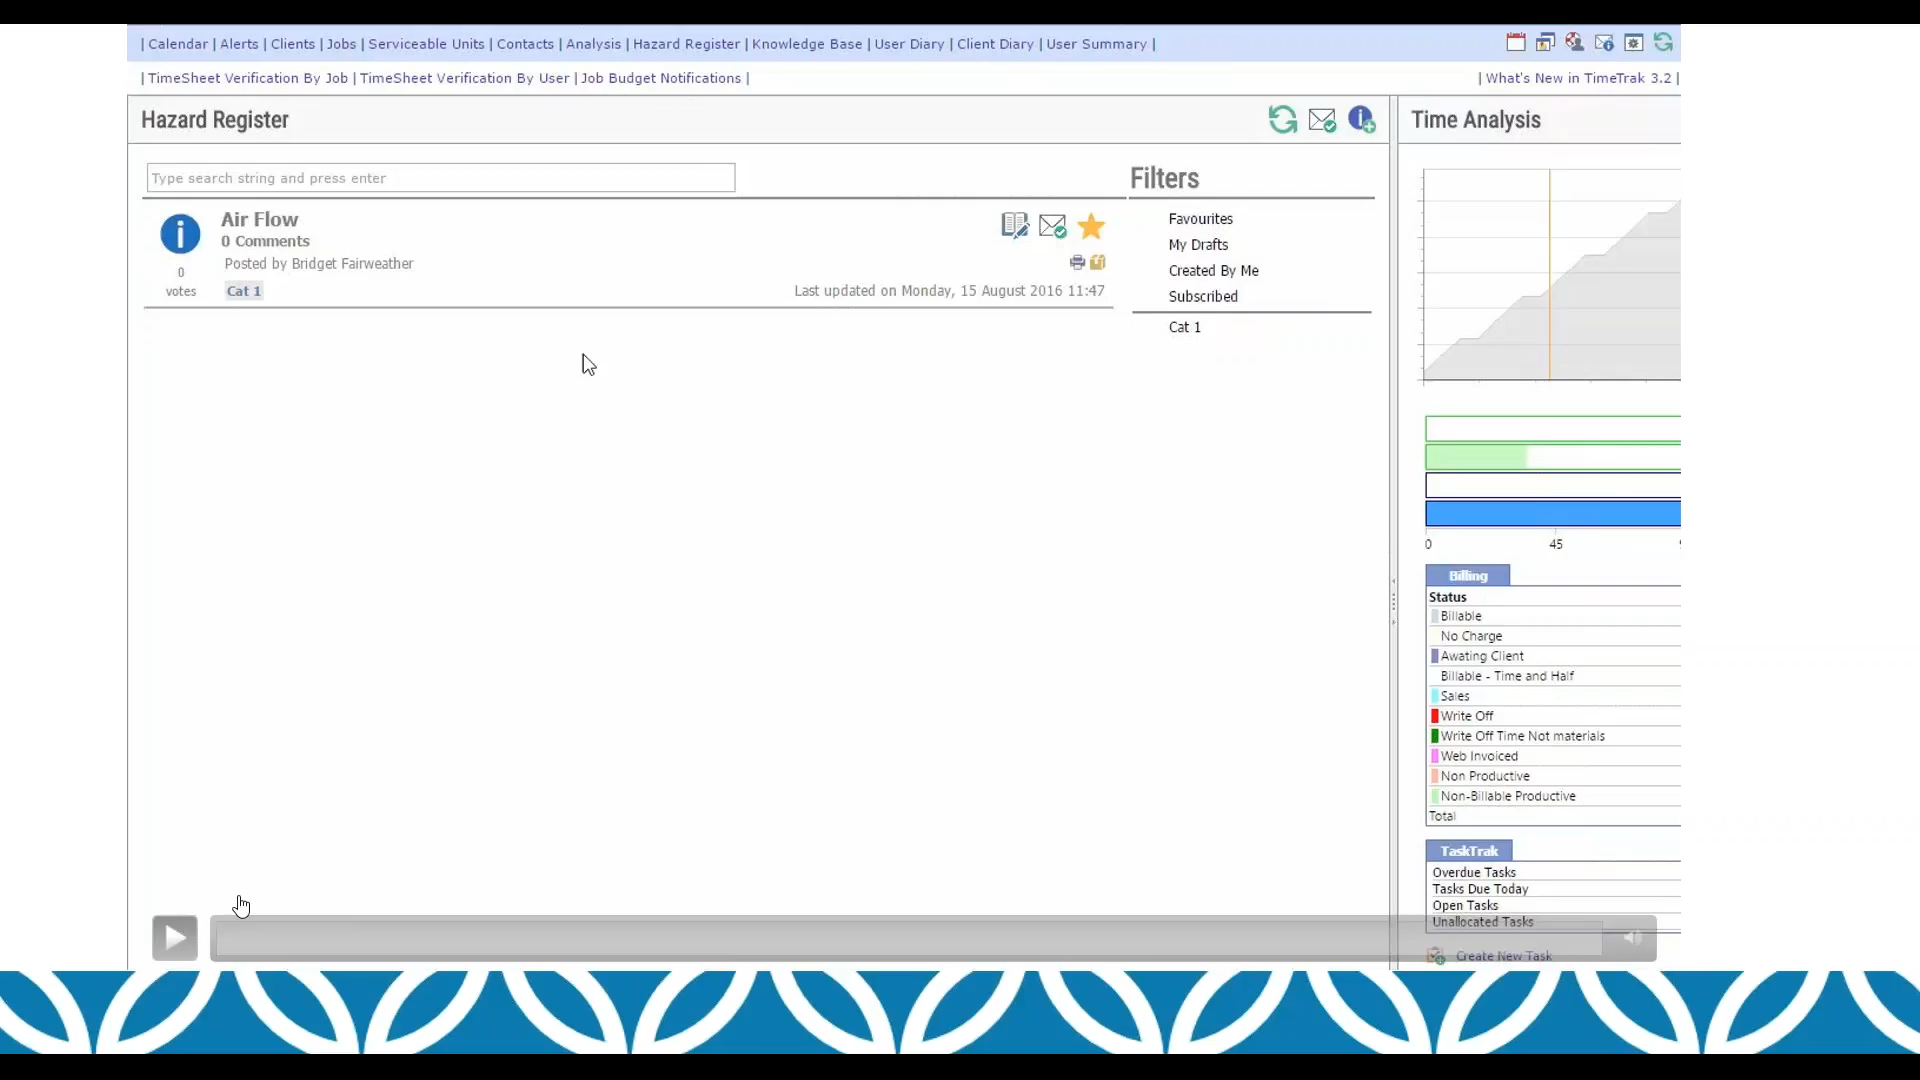 | Calendar | Alerts | Clients | Jobs | Serviceable Units | Contacts | Analysis | Hazard Register | Knowledge Base | User Diary | Client Diary | User Summary |
| TimeSheet Verification By Job | TimeSheet Verification By User | Job Budget Notifications |
| What's New in TimeTrak 3.2 |
Hazard Register
Type search string and press enter
Air Flow
0 Comments
Posted by Bridget Fairweather
0
votes
Cat 1
Last updated on Monday, 15 August 2016 11:47
Filters
Favourites
My Drafts
Created By Me
Subscribed
Cat 1
Time Analysis
0 45
Billing
Status
Billable
No Charge
Awating Client
Billable - Time and Half
Sales
Write Off
Write Off Time Not materials
Web Invoiced
Non Productive
Non-Billable Productive
Total
TaskTrak
Overdue Tasks
Tasks Due Today
Open Tasks
Unallocated Tasks
Create New Task